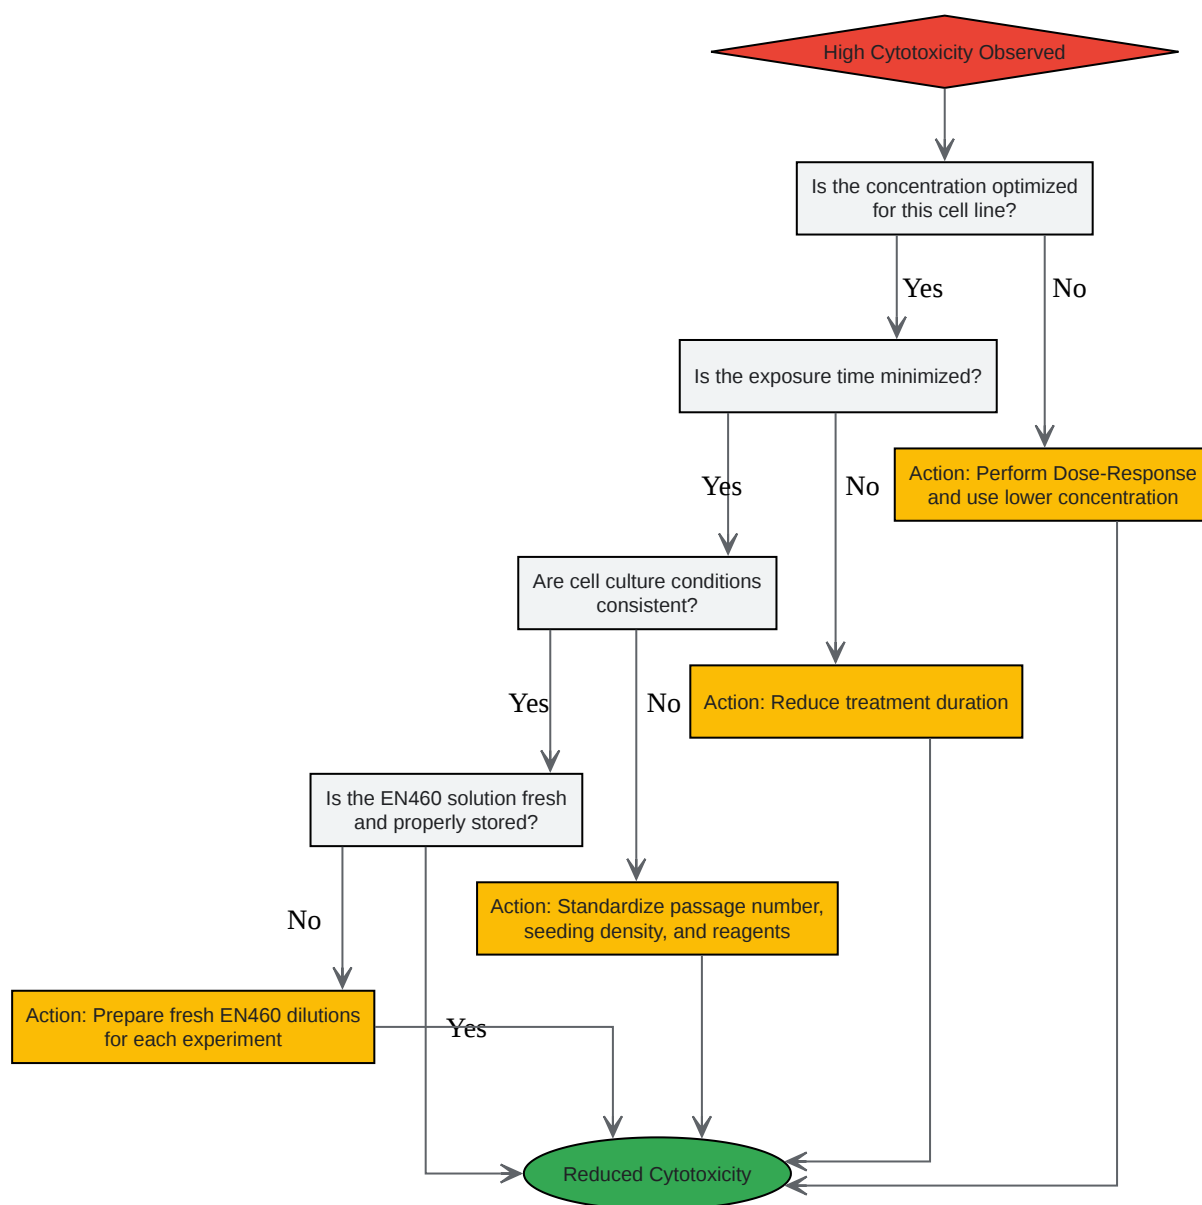 High Cytotoxicity Observed
Is the concentration optimized
for this cell line?
Yes
No
Is the exposure time minimized?
Action: Perform Dose-Response
and use lower concentration
Yes
No
Are cell culture conditions
consistent?
Action: Reduce treatment duration
Yes
No
Is the EN460 solution fresh
and properly stored?
Action: Standardize passage number,
seeding density, and reagents
No
Action: Prepare fresh EN460 dilutions
for each experiment
Yes
Reduced Cytotoxicity